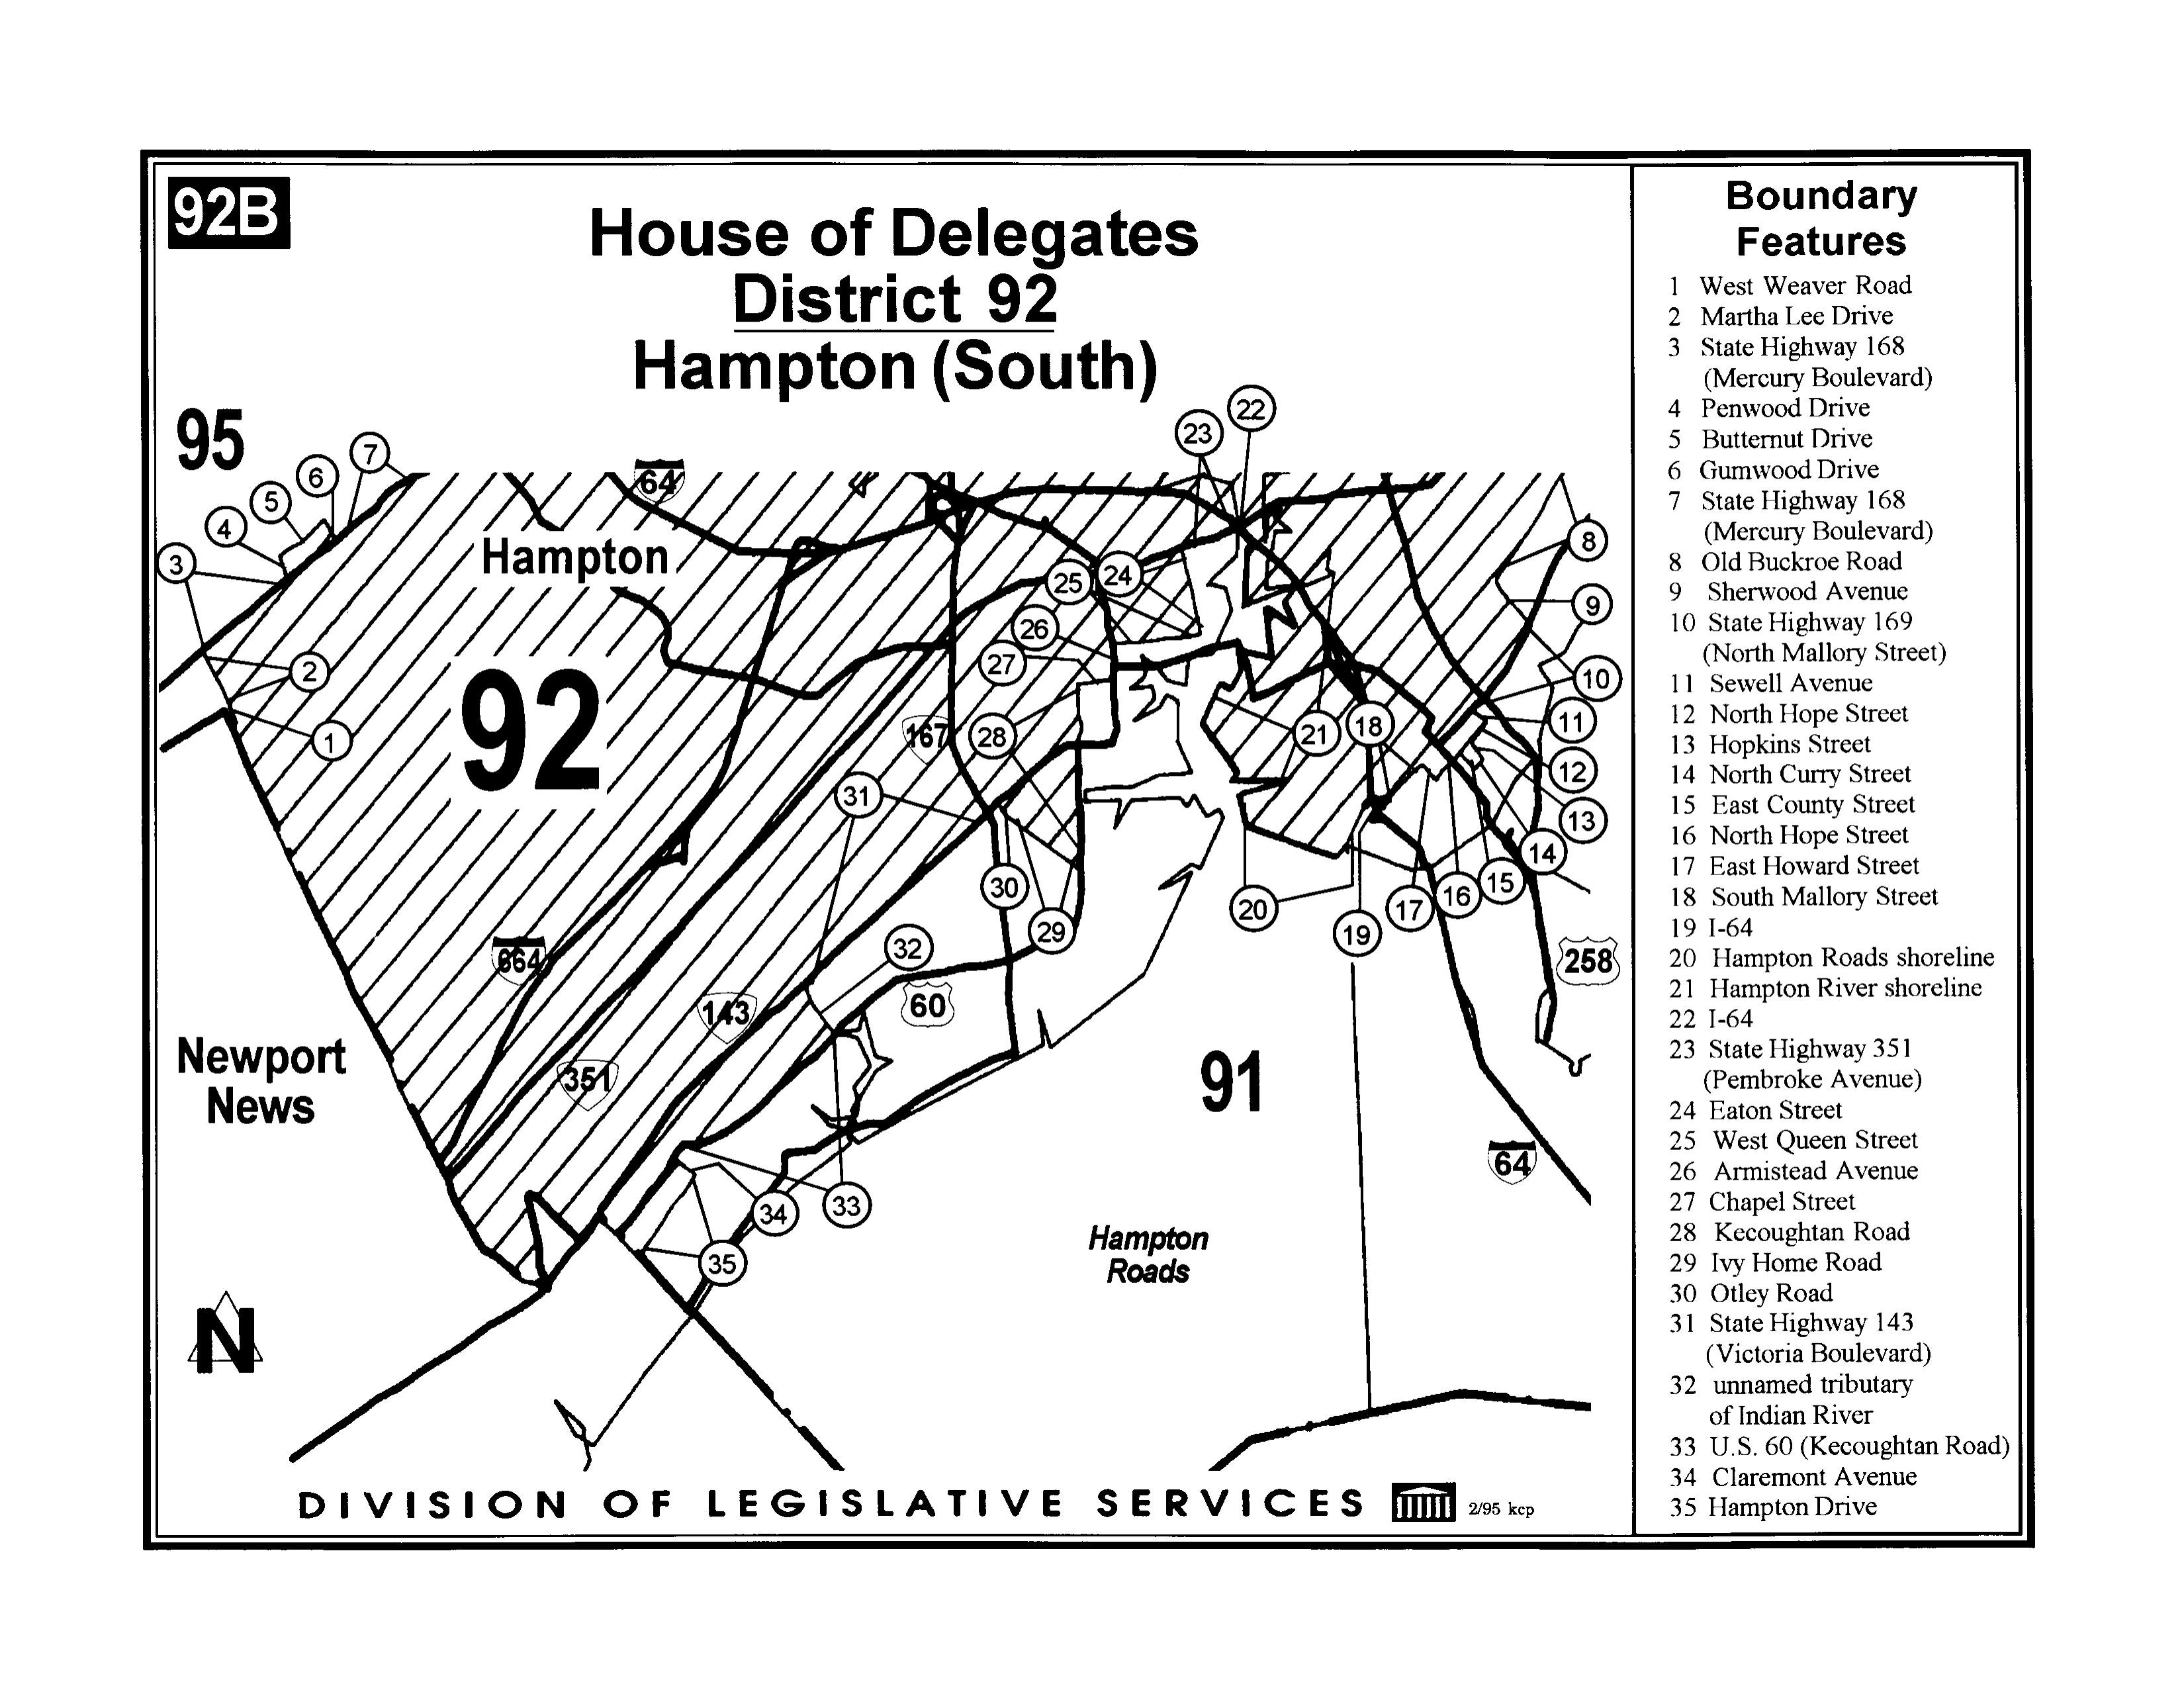 92B
House of Delegates
District 92
Hampton (South)
95
22
23
7
6
5
4
3
64
Hampton
8
24
25
9
26
27
2
10
92
1
167
28
21
18
11
12
31
13
14
30
15
16
17
20
29
19
32
664
258
143
60
Newport
News
351
91
64
34
33
Hampton
Roads
35
N
DIVISION OF LEGISLATIVE SERVICES
2/95 kcp
Boundary
Features
1 West Weaver Road
2 Martha Lee Drive
3 State Highway 168
(Mercury Boulevard)
4 Penwood Drive
5 Butternut Drive
6 Gumwood Drive
7 State Highway 168
(Mercury Boulevard)
8 Old Buckroe Road
9 Sherwood Avenue
10 State Highway 169
(North Mallory Street)
11 Sewell Avenue
12 North Hope Street
13 Hopkins Street
14 North Curry Street
15 East County Street
16 North Hope Street
17 East Howard Street
18 South Mallory Street
19 I-64
20 Hampton Roads shoreline
21 Hampton River shoreline
22 I-64
23 State Highway 351
(Pembroke Avenue)
24 Eaton Street
25 West Queen Street
26 Armistead Avenue
27 Chapel Street
28 Kecoughtan Road
29 Ivy Home Road
30 Otley Road
31 State Highway 143
(Victoria Boulevard)
32 unnamed tributary
of Indian River
33 U.S. 60 (Kecoughtan Road)
34 Claremont Avenue
35 Hampton Drive